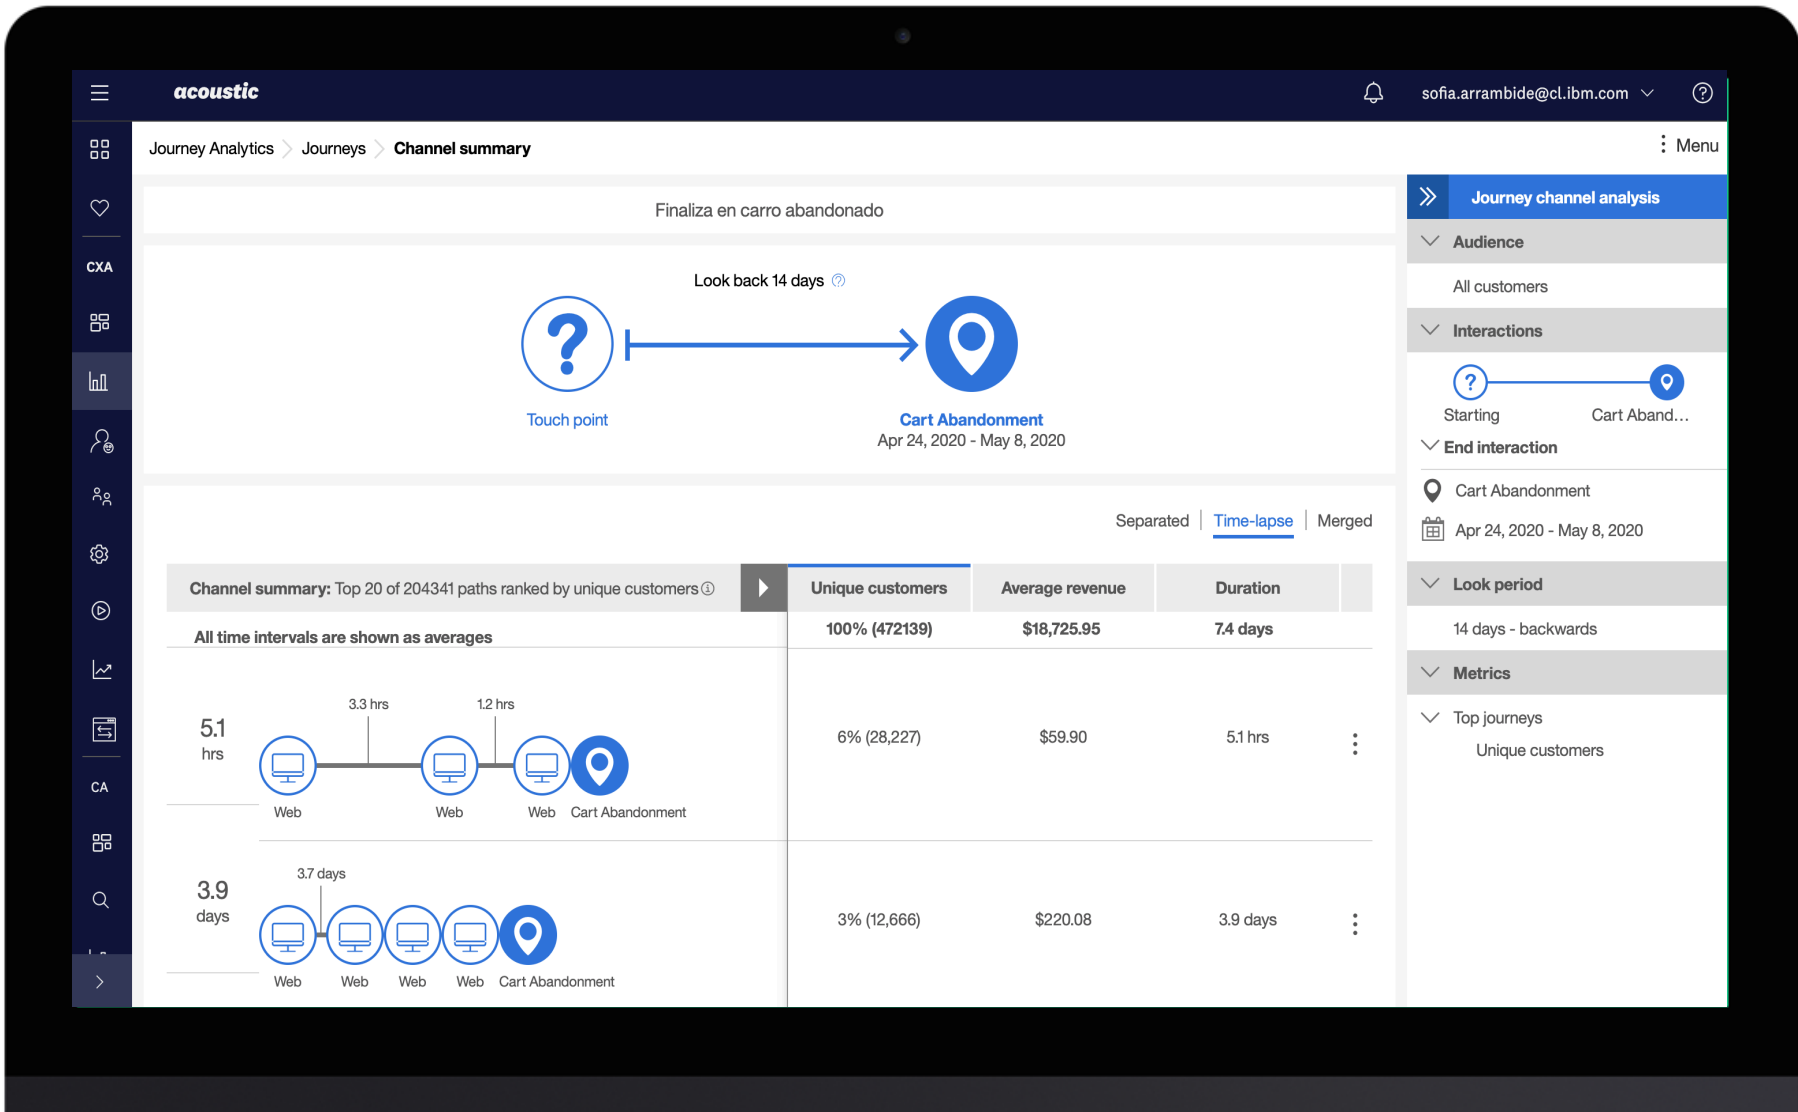 acoustic
sofia.arrambide@cl.ibm.com
Journey Analytics Journeys Channel summary
Menu
CXA
CA
Finaliza en carro abandonado
Look back 14 days ?
?
Touch point
Cart Abandonment
Apr 24, 2020 - May 8, 2020
Separated | Time-lapse | Merged
Channel summary: Top 20 of 204341 paths ranked by unique customers
Unique customers Average revenue Duration
All time intervals are shown as averages
100% (472139) $18,725.95 7.4 days
5.1 hrs
3.3 hrs 1.2 hrs
Web Web Web Cart Abandonment
6% (28,227) $59.90 5.1 hrs
3.9 days
3.7 days
Web Web Web Web Cart Abandonment
3% (12,666) $220.08 3.9 days
Journey channel analysis
Audience
All customers
Interactions
?
Starting Cart Aband...
End interaction
Cart Abandonment
Apr 24, 2020 - May 8, 2020
Look period
14 days - backwards
Metrics
Top journeys
Unique customers